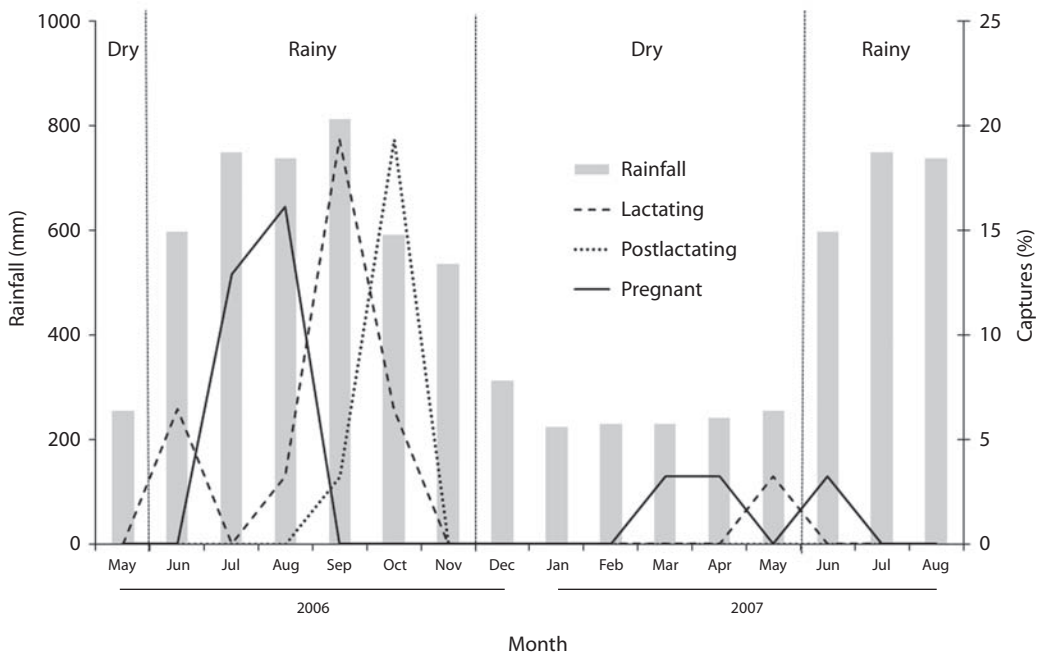 1000
800
600
400
200
0
Rainfall (mm)
Dry
Rainy
Dry
Rainy
Rainfall
Lactating
Postlactating
Pregnant
25
20
15
10
5
0
Captures (%)
May Jun Jul Aug Sep Oct Nov Dec Jan Feb Mar Apr May Jun Jul Aug
2006 2007
Month